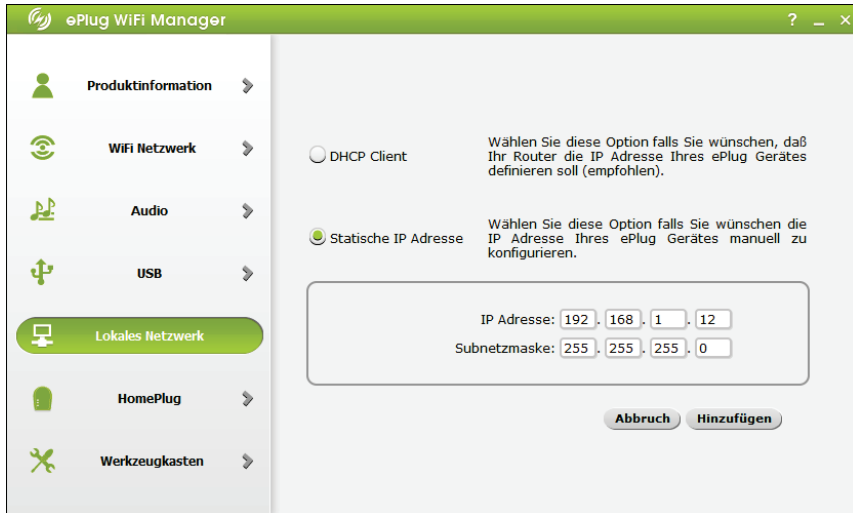 ePlug WiFi Manager
? _ ×
Produktinformation
WiFi Netzwerk
Audio
USB
Lokales Netzwerk
HomePlug
Werkzeugkasten
DHCP Client
Wählen Sie diese Option falls Sie wünschen, daß
Ihr Router die IP Adresse Ihres ePlug Gerätes
definieren soll (empfohlen).
Statische IP Adresse
Wählen Sie diese Option falls Sie wünschen die
IP Adresse Ihres ePlug Gerätes manuell zu
konfigurieren.
IP Adresse: 192 . 168 . 1 . 12
Subnetzmaske: 255 . 255 . 255 . 0
Abbruch Hinzufügen